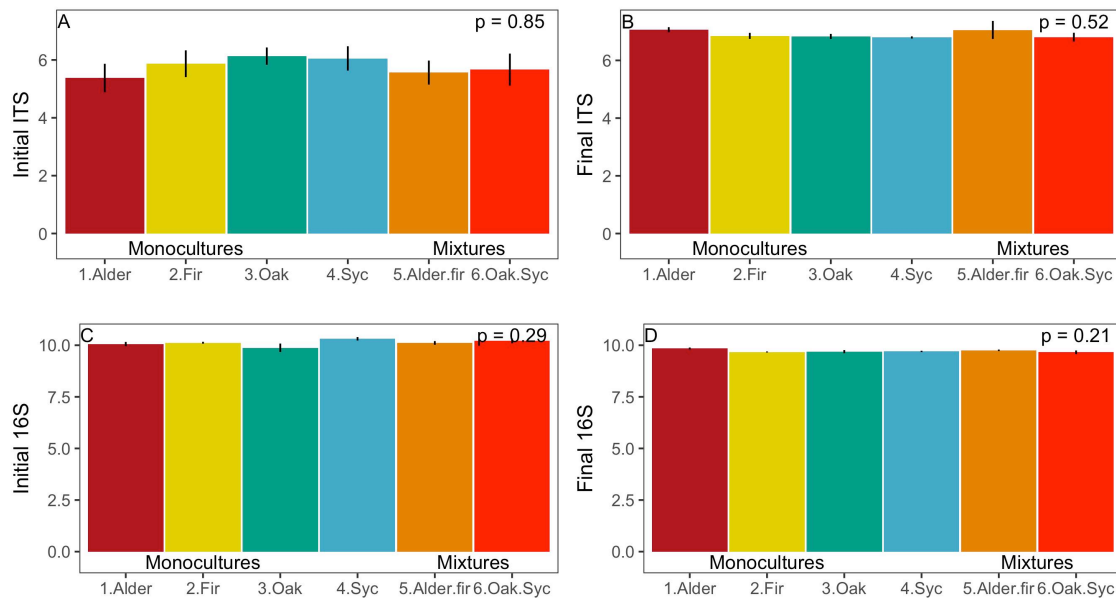 A
p = 0.85
Initial ITS
6
4
2
0
Monocultures
Mixtures
1.Alder
2.Fir
3.Oak
4.Syc
5.Alder.fir
6.Oak.Syc
B
p = 0.52
Final ITS
6
4
2
0
Monocultures
Mixtures
1.Alder
2.Fir
3.Oak
4.Syc
5.Alder.fir
6.Oak.Syc
C
p = 0.29
Initial 16S
10.0
7.5
5.0
2.5
0.0
Monocultures
Mixtures
1.Alder
2.Fir
3.Oak
4.Syc
5.Alder.fir
6.Oak.Syc
D
p = 0.21
Final 16S
10.0
7.5
5.0
2.5
0.0
Monocultures
Mixtures
1.Alder
2.Fir
3.Oak
4.Syc
5.Alder.fir
6.Oak.Syc